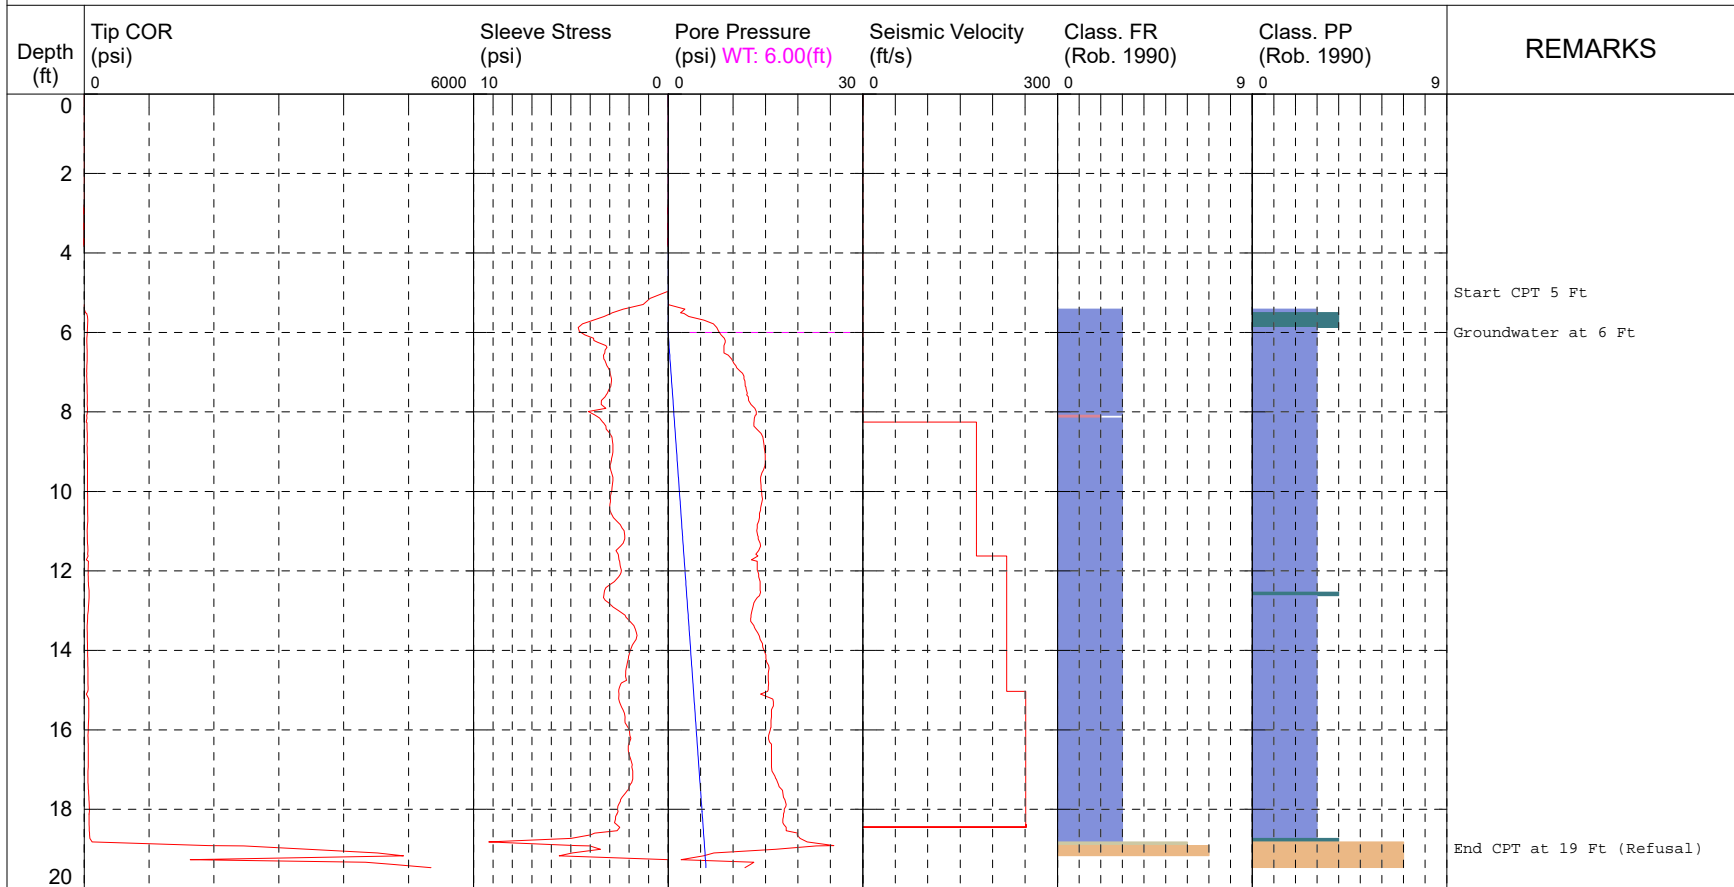 Depth
(ft)
Tip COR
(psi)
0 6000
Sleeve Stress
(psi)
10 0
Pore Pressure
(psi) WT: 6.00(ft)
0 30
Seismic Velocity
(ft/s)
0 300
Class. FR
(Rob. 1990)
0 9
Class. PP
(Rob. 1990)
0 9
REMARKS
0
2
4
Start CPT 5 Ft
6
Groundwater at 6 Ft
8
10
12
14
16
18
End CPT at 19 Ft (Refusal)
20